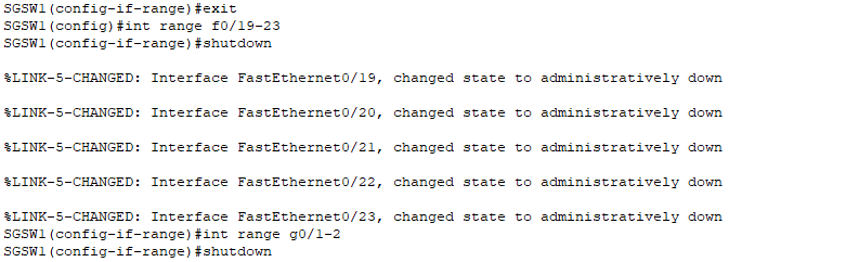 SGSW1(config-if-range)#exit
SGSW1(config)#int range f0/19-23
SGSW1(config-if-range)#shutdown
%LINK-5-CHANGED: Interface FastEthernet0/19, changed state to administratively down
%LINK-5-CHANGED: Interface FastEthernet0/20, changed state to administratively down
%LINK-5-CHANGED: Interface FastEthernet0/21, changed state to administratively down
%LINK-5-CHANGED: Interface FastEthernet0/22, changed state to administratively down
%LINK-5-CHANGED: Interface FastEthernet0/23, changed state to administratively down
SGSW1(config-if-range)#int range g0/1-2
SGSW1(config-if-range)#shutdown